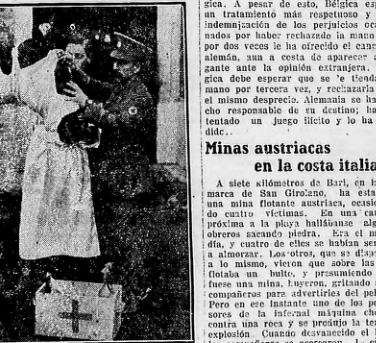 gica. A pesar de esto, Bélgica es
un tratamiento más respetuoso y
indemnización de los perjuicios oca
nados por haber rechazado la mano
por dos veces le ha ofrecido el canc
alemán, aun a costa de aparecer a
gante ante la opinión extranjera.
gica debe esperar que se le tienda
mano por tercera vez, y rechazarla
el mismo desprecio. Alemania se ha
cho responsable de su destino; ha
tentado un juego ilícito y lo ha
dido.
Minas austriacas
en la costa italia
A siete kilómetros de Bari, en
marca de San Girolano, ha esta
una mina flotante austriaca, ocasio
do cuatro víctimas. En una can
próxima a la playa hallábanse alg
obreros sacando piedra. Era el m
día, y cuatro de ellos se habían sen
a almorzar. Los otros, que se dispo
a lo mismo, vieron que sobre las
flotaba un bulto, y presumiendo
fuese una mina, huyeron, gritando a
compañeros para advertirles del pel
Pero en ese instante uno de los pe
sores de la infernal máquina choc
contra una roca y se produjo la ter
explosión. Cuando desvanecido el